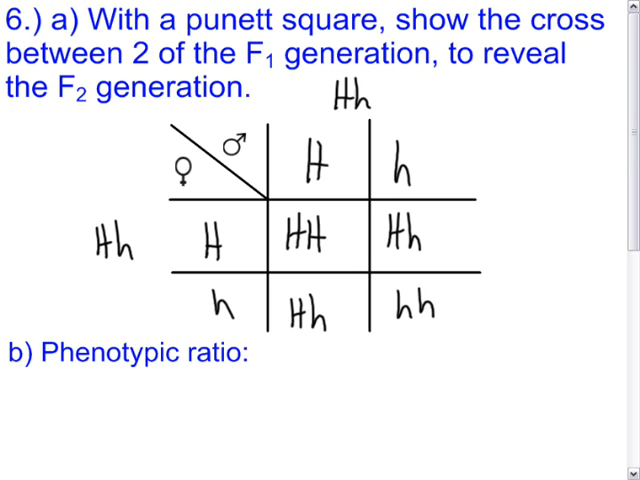 6.) a) With a punett square, show the cross
between 2 of the F₁ generation, to reveal
the F₂ generation.
Hh
♀ ♂ H h
Hh H HH Hh
h Hh hh
b) Phenotypic ratio: